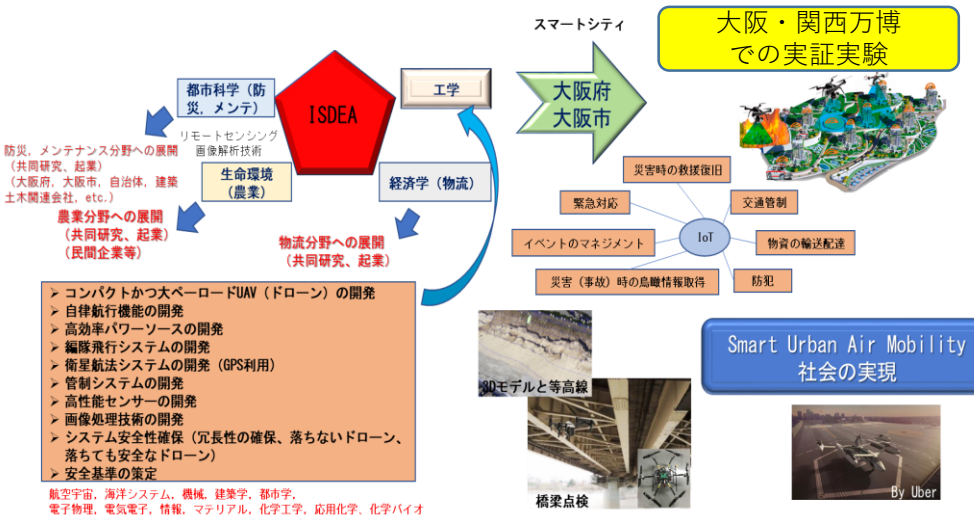 スマートシティ
大阪・関西万博
での実証実験
都市科学（防
災，メンテ）
ISDEA
工学
大阪府
大阪市
リモートセンシング
画像解析技術
防災，メンテナンス分野への展開
（共同研究、起業）
（大阪府，大阪市，自治体，建築
土木関連会社，etc.）
生命環境
（農業）
経済学（物流）
農業分野への展開
（共同研究、起業）
（民間企業等）
物流分野への展開
（共同研究、起業）
災害時の救援復旧
緊急対応
交通管制
イベントのマネジメント
IoT
物資の輸送配達
災害（事故）時の鳥瞰情報取得
防犯
➢ コンパクトかつ大ペーロードUAV（ドローン）の開発
➢ 自律航行機能の開発
➢ 高効率パワーソースの開発
➢ 編隊飛行システムの開発
➢ 衛星航法システムの開発（GPS利用）
➢ 管制システムの開発
➢ 高性能センサーの開発
➢ 画像処理技術の開発
➢ システム安全性確保（冗長性の確保、落ちないドローン、
落ちても安全なドローン）
➢ 安全基準の策定
航空宇宙，海洋システム，機械，建築学，都市学，
電子物理，電気電子，情報，マテリアル，化学工学，応用化学、化学バイオ
3Dモデルと等高線
橋梁点検
Smart Urban Air Mobility
社会の実現
By Uber